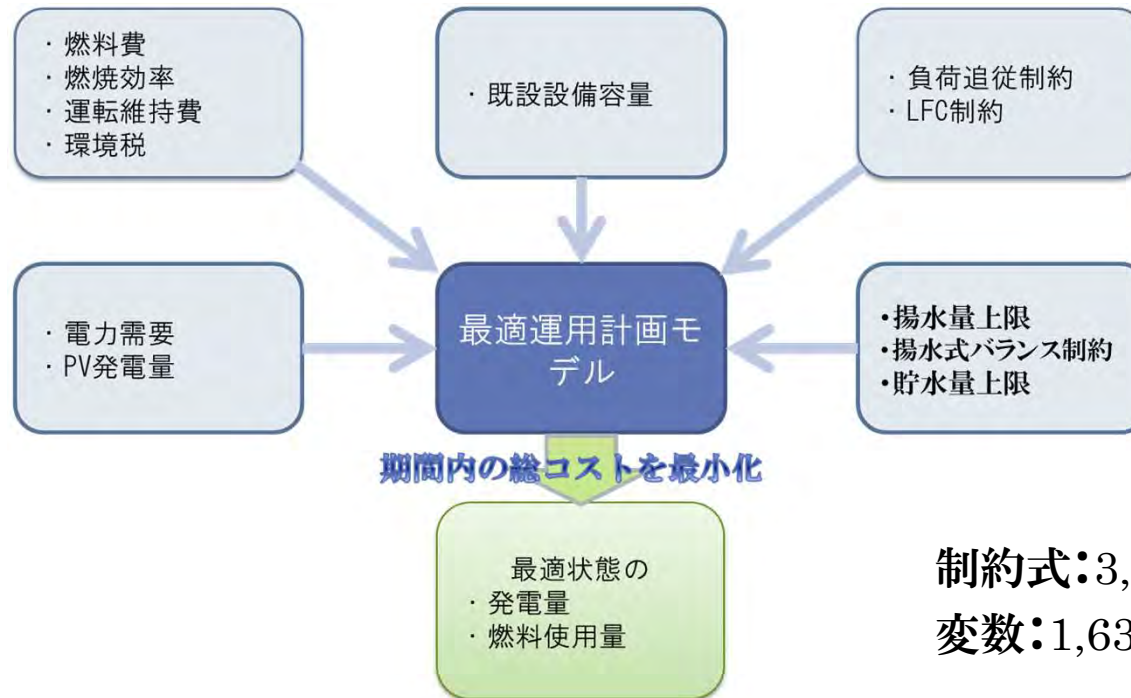 ・燃料費
・燃焼効率
・運転維持費
・環境税
・既設設備容量
・負荷追従制約
・LFC制約
・電力需要
・PV発電量
最適運用計画モ
デル
・揚水量上限
・揚水式バランス制約
・貯水量上限
期間内の総コストを最小化
最適状態の
・発電量
・燃料使用量
制約式：3,
変数：1,63